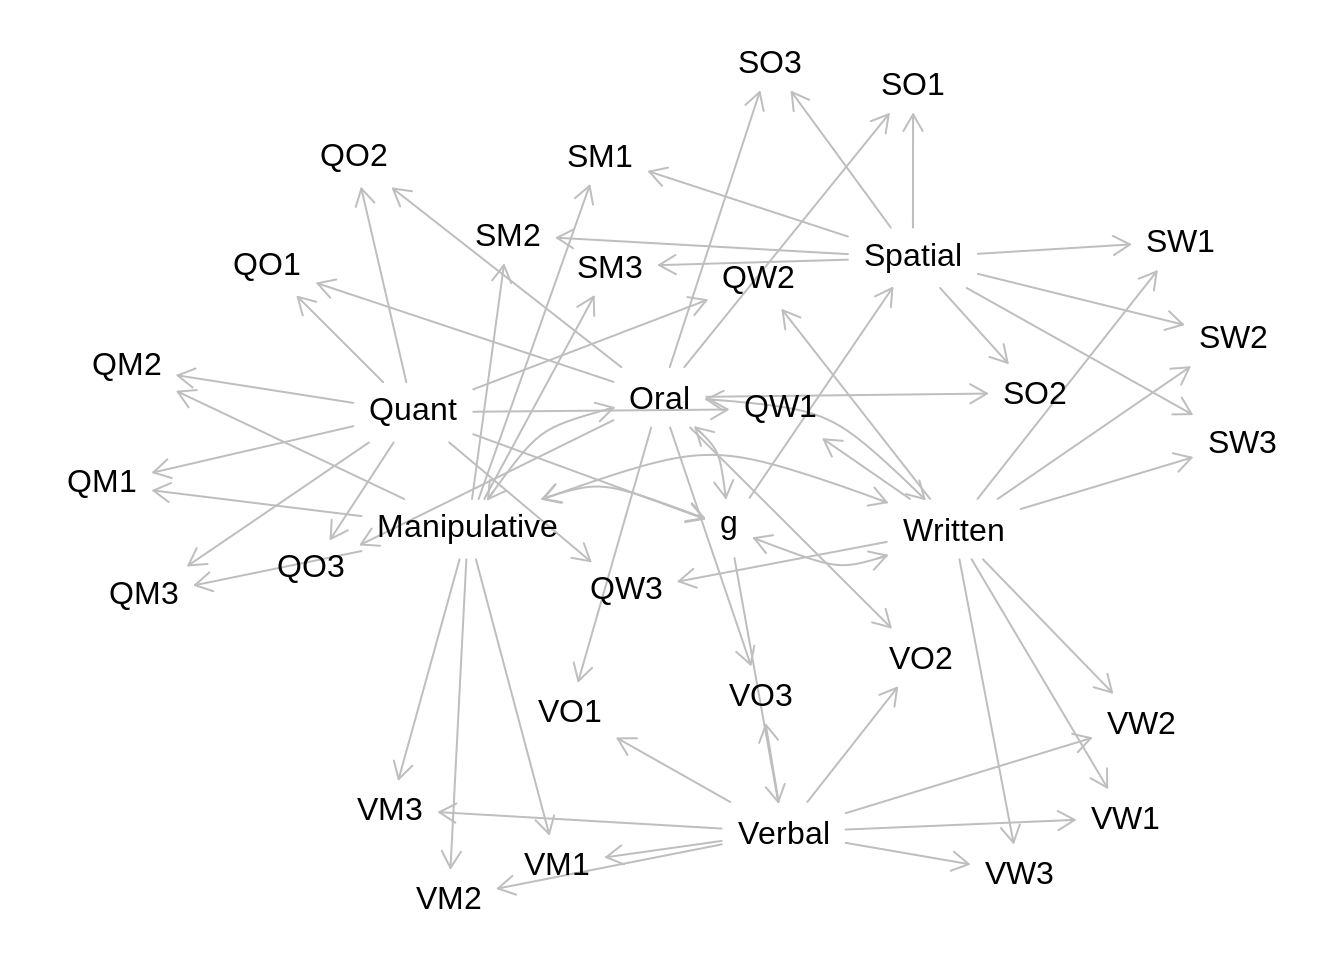 SO3
SO1
QO2
SM1
SM2
SW1
Spatial
QO1
SM3
QW2
SW2
QM2
SO2
Oral
QW1
Quant
SW3
QM1
g
Manipulative
Written
QO3
QW3
QM3
VO2
VO3
VO1
VW2
VM3
VW1
Verbal
VM1
VW3
VM2